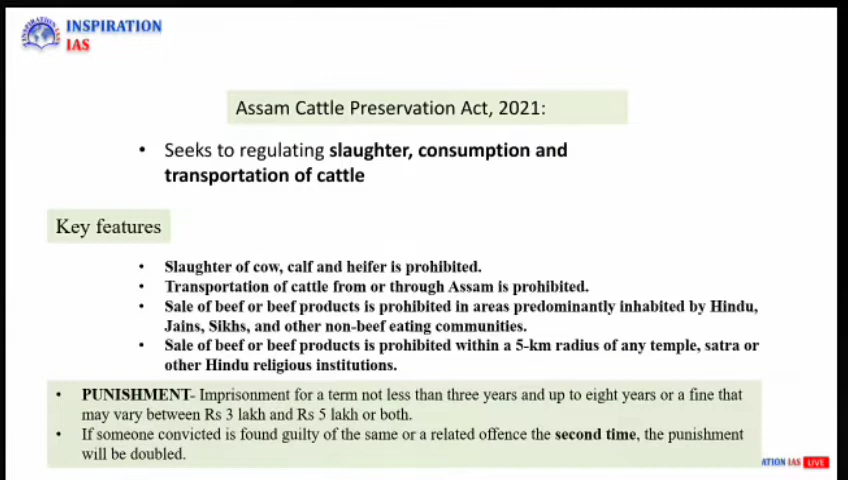 INSPIRATION
IAS
Assam Cattle Preservation Act, 2021:
• Seeks to regulating slaughter, consumption and
transportation of cattle
Key features
• Slaughter of cow, calf and heifer is prohibited.
• Transportation of cattle from or through Assam is prohibited.
• Sale of beef or beef products is prohibited in areas predominantly inhabited by Hindu,
Jains, Sikhs, and other non-beef eating communities.
• Sale of beef or beef products is prohibited within a 5-km radius of any temple, satra or
other Hindu religious institutions.
• PUNISHMENT- Imprisonment for a term not less than three years and up to eight years or a fine that
may vary between Rs 3 lakh and Rs 5 lakh or both.
• If someone convicted is found guilty of the same or a related offence the second time, the punishment
will be doubled.
ATION IAS LIVE